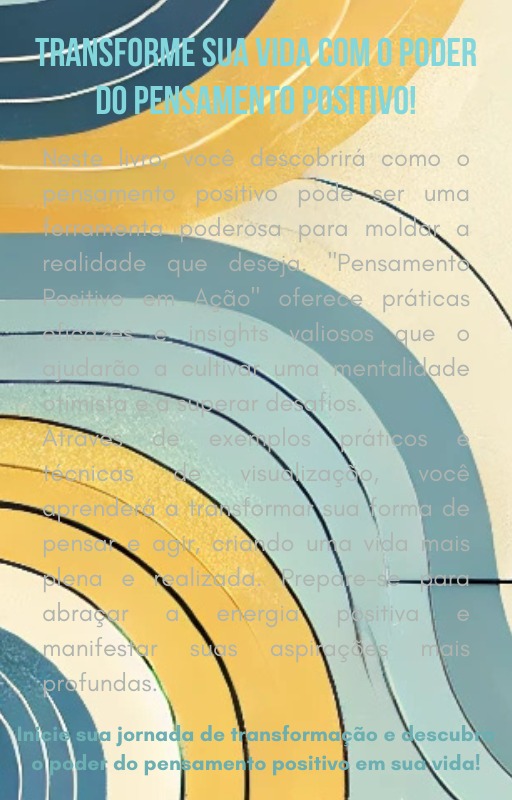 TRANSFORME SUA VIDA COM O PODER
DO PENSAMENTO POSITIVO!
Neste livro, você descobrirá como o
pensamento positivo pode ser uma
ferramenta poderosa para moldar a
realidade que deseja. "Pensamento
Positivo em Ação" oferece práticas
eficazes e insights valiosos que o
ajudarão a cultivar uma mentalidade
otimista e a superar desafios.
Através de exemplos práticos e
técnicas de visualização, você
aprenderá a transformar sua forma de
pensar e agir, criando uma vida mais
plena e realizada. Prepare-se para
abraçar a energia positiva e
manifestar suas aspirações mais
profundas.
Inicie sua jornada de transformação e descubra
o poder do pensamento positivo em sua vida!